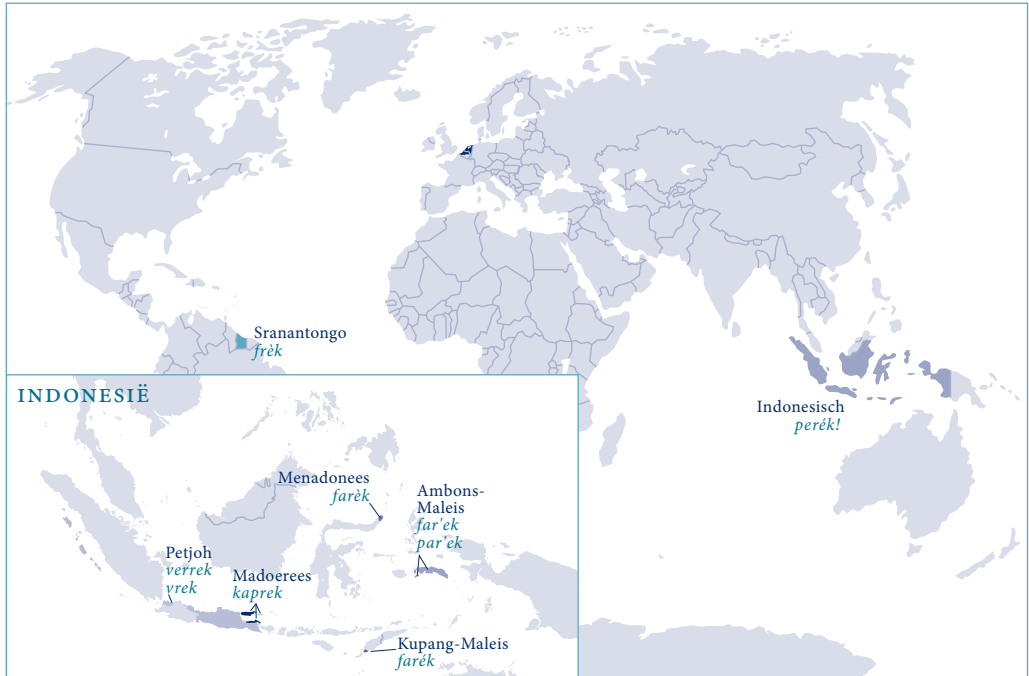 Sranantongo
frèk
Indonesisch
perék!
INDONESIË
Menadonees
farèk
Ambons-
Maleis
far'ek
par'ek
Petjoh
verrek
vrek
Madoerees
kaprek
Kupang-Maleis
farék